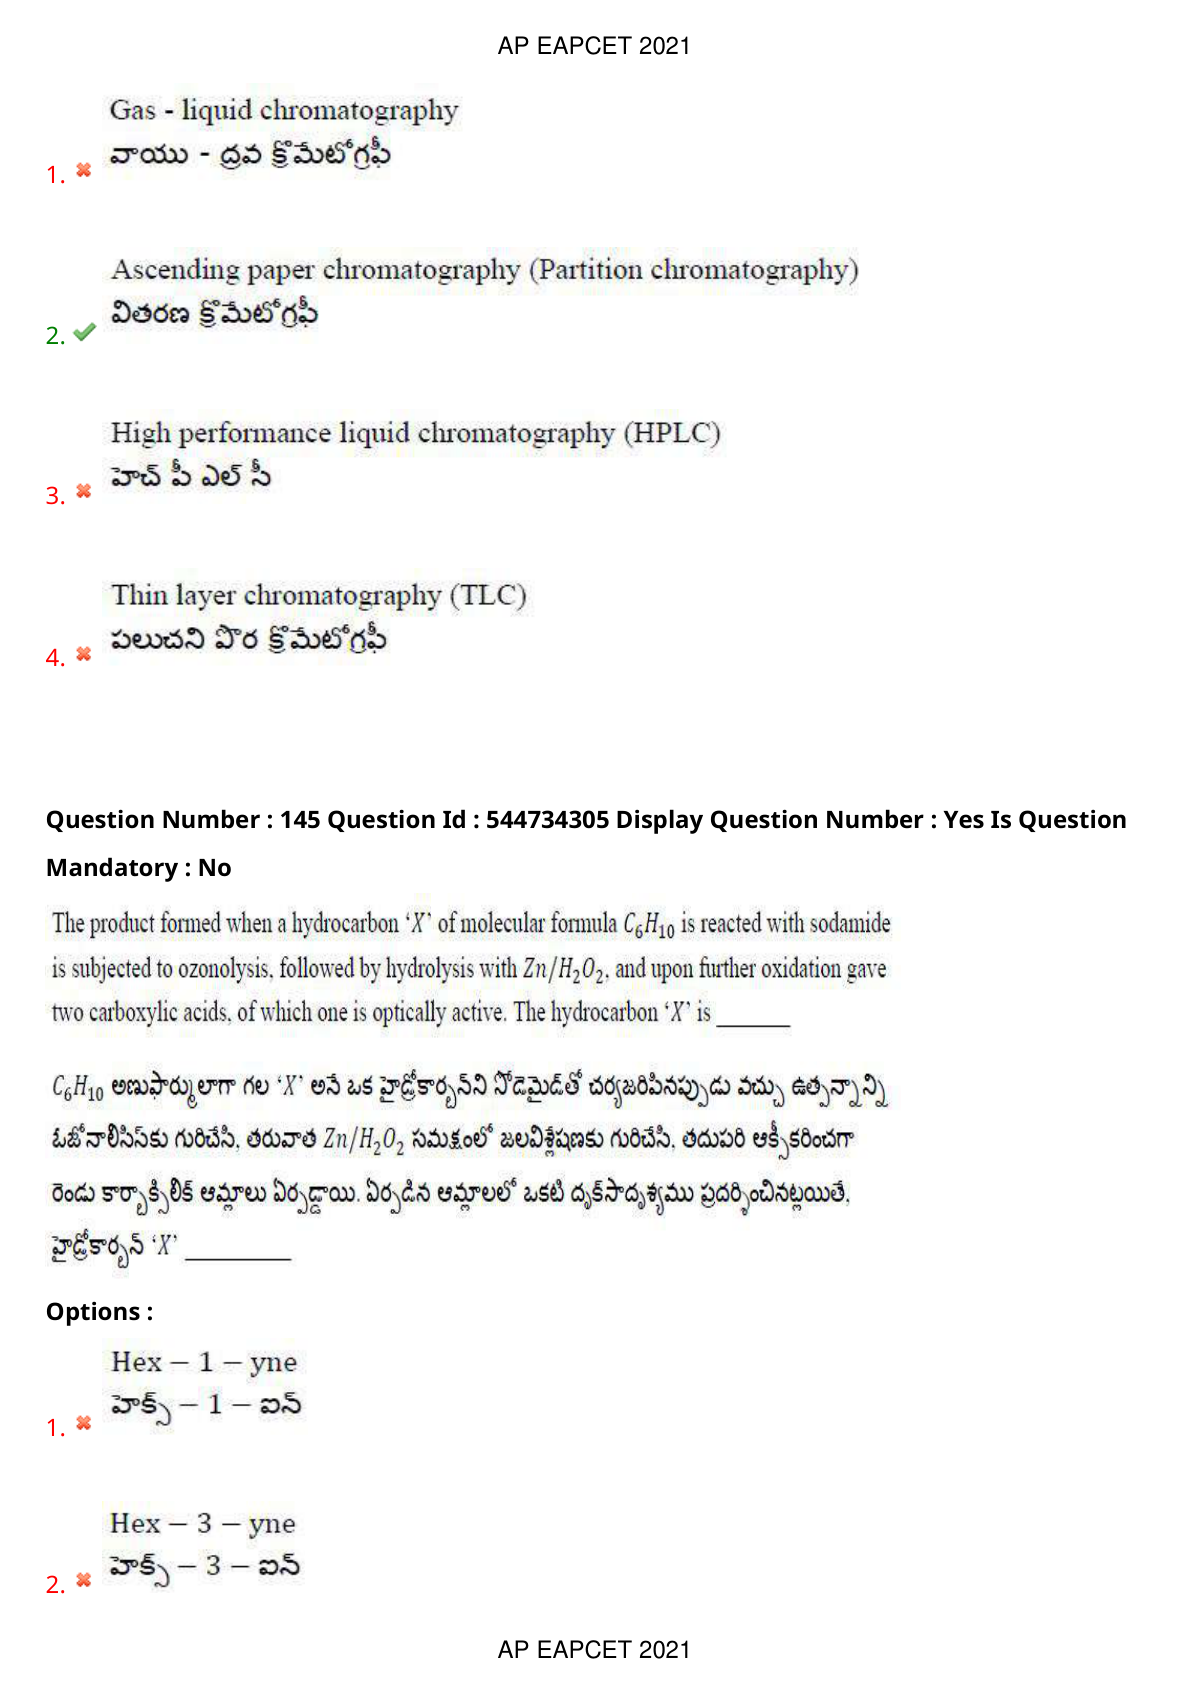 AP EAPCET 2021
Gas - liquid chromatography
వాయు - ద్రవ క్రొమేటోగ్రఫీ
1.
Ascending paper chromatography (Partition chromatography)
వితరణ క్రొమేటోగ్రఫీ
2.
High performance liquid chromatography (HPLC)
హెచ్ పీ ఎల్ సీ
3.
Thin layer chromatography (TLC)
పలుచని పొర క్రొమేటోగ్రఫీ
4.
Question Number : 145 Question Id : 544734305 Display Question Number : Yes Is Question
Mandatory : No
The product formed when a hydrocarbon ‘X’ of molecular formula C₆H₁₀ is reacted with sodamide
is subjected to ozonolysis, followed by hydrolysis with Zn/H₂O₂, and upon further oxidation gave
two carboxylic acids, of which one is optically active. The hydrocarbon ‘X’ is ______
C₆H₁₀ అణుఫార్ములాగా గల ‘X’ అనే ఒక హైడ్రోకార్బన్‌ని సోడెమైడ్‌తో చర్యజరిపినప్పుడు వచ్చు ఉత్పన్నాన్ని
ఓజోనాలిసిస్‌కు గురిచేసి, తరువాత Zn/H₂O₂ సమక్షంలో జలవిశ్లేషణకు గురిచేసి, తదుపరి ఆక్సీకరించగా
రెండు కార్బాక్సిలిక్ ఆమ్లాలు ఏర్పడ్డాయి. ఏర్పడిన ఆమ్లాలలో ఒకటి దృక్‌సాదృశ్యము ప్రదర్శించినట్లయితే,
హైడ్రోకార్బన్ ‘X’ ________
Options :
Hex – 1 – yne
హెక్స్ – 1 – ఐన్
1.
Hex – 3 – yne
హెక్స్ – 3 – ఐన్
2.
AP EAPCET 2021